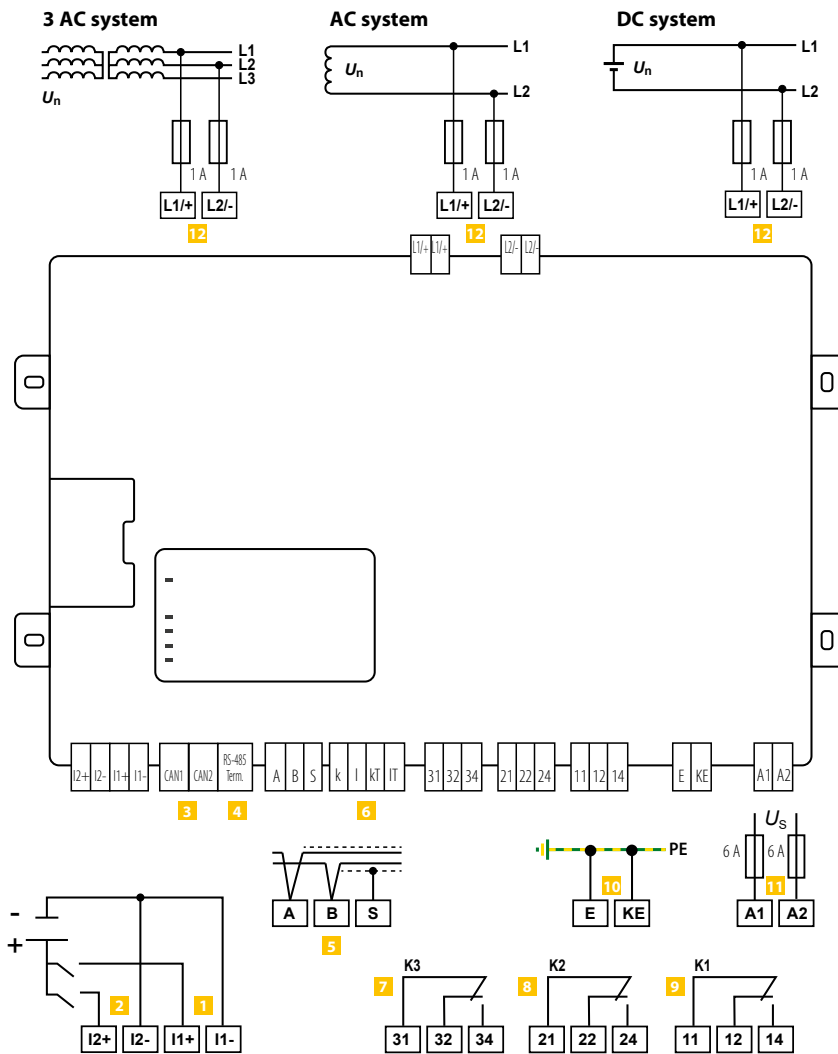 3 AC system AC system DC system
L1 L1 L1
L2
L3
Un Un Un
L2 L2
1 A 1 A 1 A 1 A 1 A 1 A
L1/+ L2/- L1/+ L2/- L1/+ L2/-
12 12 12
L1/+ L1/+ L2/- L2/-
I2+ I2- I1+ I1- CAN1 CAN2 RS-485 Term. A B S k l kT lT 31 32 34 21 22 24 11 12 14 E KE A1 A2
3 4 6
US
PE 6 A 6 A
10 11
A B S E KE A1 A2
5
-
+
K3 K2 K1
7 8 9
2 1
I2+ I2- I1+ I1- 31 32 34 21 22 24 11 12 14